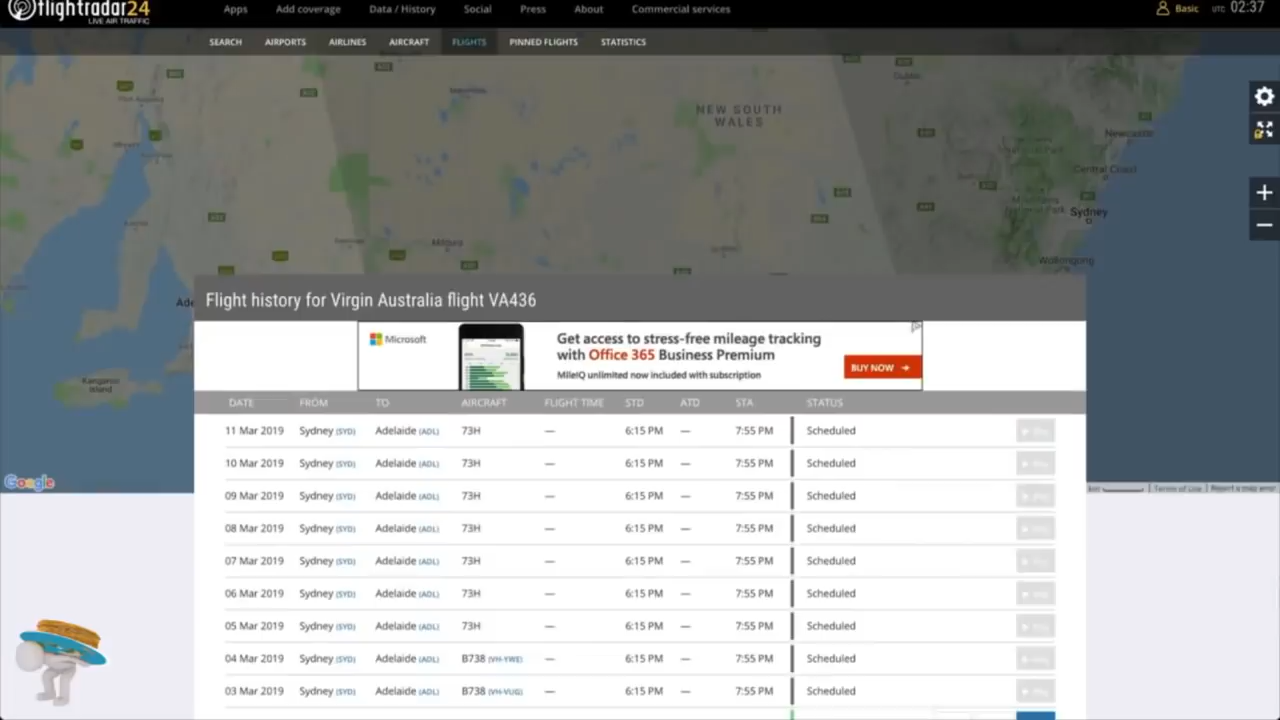 flightradar24
LIVE AIR TRAFFIC
Apps Add coverage Data / History Social Press About Commercial services
Basic UTC 02:37
SEARCH AIRPORTS AIRLINES AIRCRAFT FLIGHTS PINNED FLIGHTS STATISTICS
NEW SOUTH
WALES
Dubbo
Newcastle
Central Coast
Sydney
Mildura
Wollongong
Kangaroo
Island
Google
Terms of Use Report a map error
Flight history for Virgin Australia flight VA436
Microsoft
Get access to stress-free mileage tracking
with Office 365 Business Premium
MileIQ unlimited now included with subscription
BUY NOW
DATE FROM TO AIRCRAFT FLIGHT TIME STD ATD STA STATUS
11 Mar 2019 Sydney (SYD) Adelaide (ADL) 73H — 6:15 PM — 7:55 PM Scheduled
10 Mar 2019 Sydney (SYD) Adelaide (ADL) 73H — 6:15 PM — 7:55 PM Scheduled
09 Mar 2019 Sydney (SYD) Adelaide (ADL) 73H — 6:15 PM — 7:55 PM Scheduled
08 Mar 2019 Sydney (SYD) Adelaide (ADL) 73H — 6:15 PM — 7:55 PM Scheduled
07 Mar 2019 Sydney (SYD) Adelaide (ADL) 73H — 6:15 PM — 7:55 PM Scheduled
06 Mar 2019 Sydney (SYD) Adelaide (ADL) 73H — 6:15 PM — 7:55 PM Scheduled
05 Mar 2019 Sydney (SYD) Adelaide (ADL) 73H — 6:15 PM — 7:55 PM Scheduled
04 Mar 2019 Sydney (SYD) Adelaide (ADL) B738 (VH-YWE) — 6:15 PM — 7:55 PM Scheduled
03 Mar 2019 Sydney (SYD) Adelaide (ADL) B738 (VH-VUG) — 6:15 PM — 7:55 PM Scheduled